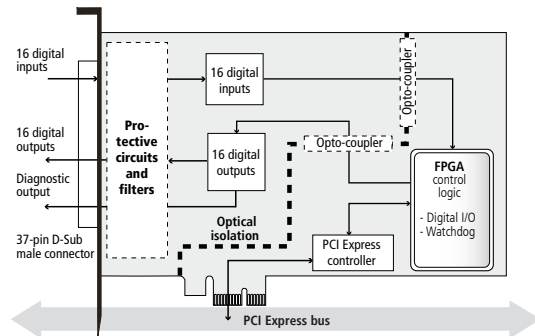 16 digital
inputs
16 digital
outputs
Diagnostic
output
37-pin D-Sub
male connector
Pro-
tective
circuits
and
filters
16 digital
inputs
16 digital
outputs
Optical
isolation
Opto-coupler
Opto-coupler
FPGA
control
logic
- Digital I/O
- Watchdog
PCI Express
controller
PCI Express bus